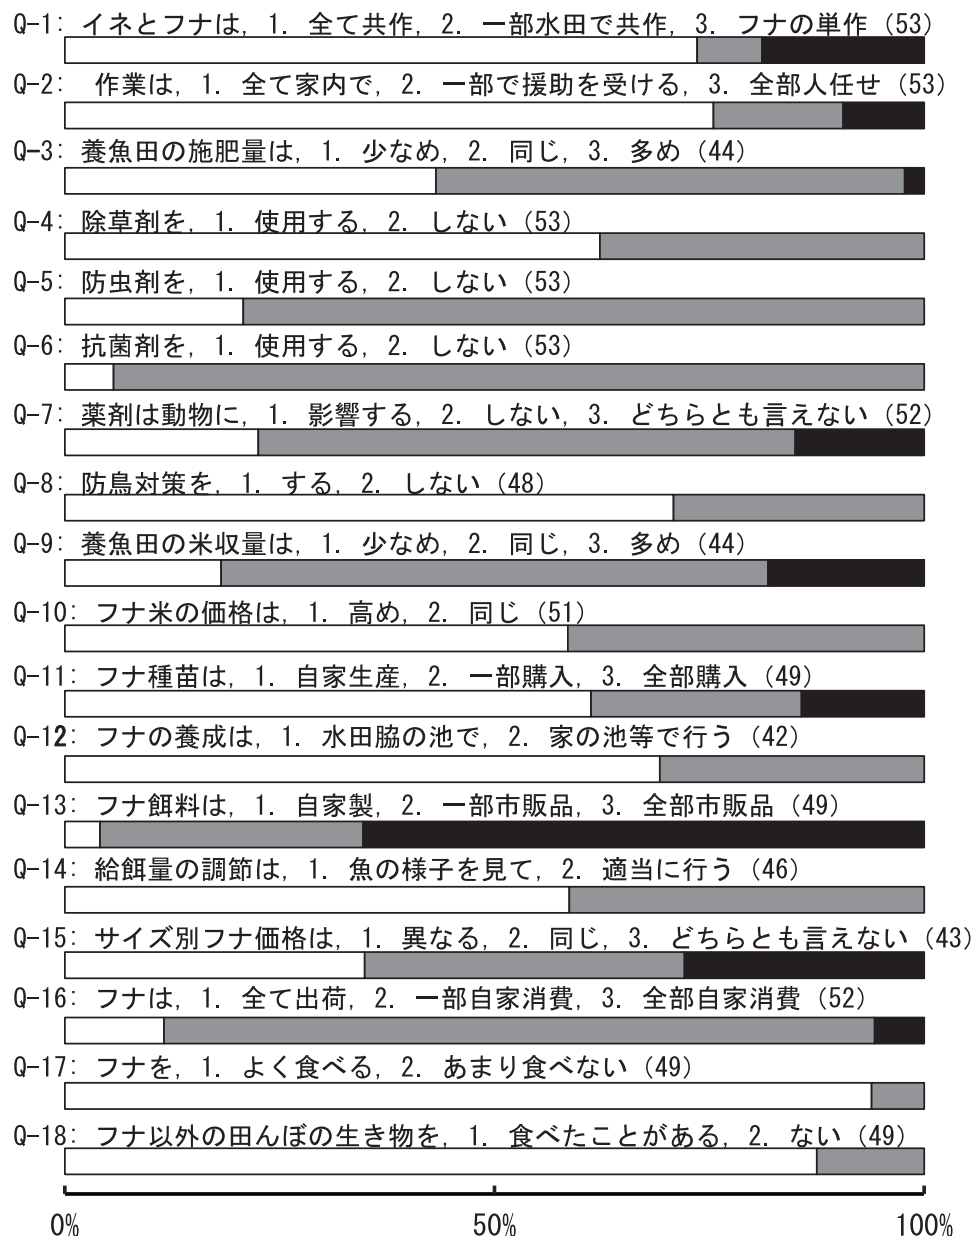 Q-1: イネとフナは, 1. 全て共作, 2. 一部水田で共作, 3. フナの単作 (53)
Q-2: 作業は, 1. 全て家内で, 2. 一部で援助を受ける, 3. 全部人任せ (53)
Q-3: 養魚田の施肥量は, 1. 少なめ, 2. 同じ, 3. 多め (44)
Q-4: 除草剤を, 1. 使用する, 2. しない (53)
Q-5: 防虫剤を, 1. 使用する, 2. しない (53)
Q-6: 抗菌剤を, 1. 使用する, 2. しない (53)
Q-7: 薬剤は動物に, 1. 影響する, 2. しない, 3. どちらとも言えない (52)
Q-8: 防鳥対策を, 1. する, 2. しない (48)
Q-9: 養魚田の米収量は, 1. 少なめ, 2. 同じ, 3. 多め (44)
Q-10: フナ米の価格は, 1. 高め, 2. 同じ (51)
Q-11: フナ種苗は, 1. 自家生産, 2. 一部購入, 3. 全部購入 (49)
Q-12: フナの養成は, 1. 水田脇の池で, 2. 家の池等で行う (42)
Q-13: フナ餌料は, 1. 自家製, 2. 一部市販品, 3. 全部市販品 (49)
Q-14: 給餌量の調節は, 1. 魚の様子を見て, 2. 適当に行う (46)
Q-15: サイズ別フナ価格は, 1. 異なる, 2. 同じ, 3. どちらとも言えない (43)
Q-16: フナは, 1. 全て出荷, 2. 一部自家消費, 3. 全部自家消費 (52)
Q-17: フナを, 1. よく食べる, 2. あまり食べない (49)
Q-18: フナ以外の田んぼの生き物を, 1. 食べたことがある, 2. ない (49)
0% 50% 100%